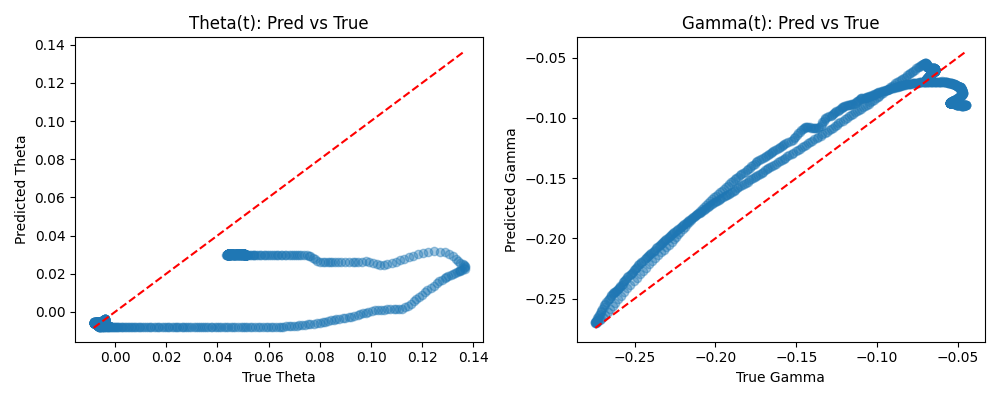 Theta(t): Pred vs True
Predicted Theta
0.14
0.12
0.10
0.08
0.06
0.04
0.02
0.00
0.00 0.02 0.04 0.06 0.08 0.10 0.12 0.14
True Theta
Gamma(t): Pred vs True
Predicted Gamma
−0.05
−0.10
−0.15
−0.20
−0.25
−0.25 −0.20 −0.15 −0.10 −0.05
True Gamma